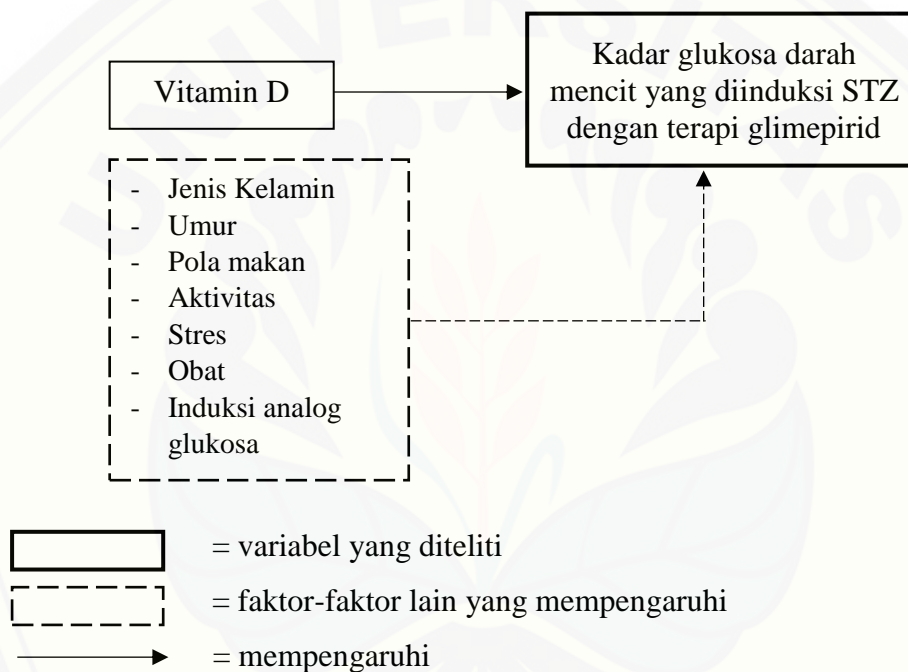 UNIVERSITAS
Vitamin D
Kadar glukosa darah
mencit yang diinduksi STZ
dengan terapi glimepirid
- Jenis Kelamin
- Umur
- Pola makan
- Aktivitas
- Stres
- Obat
- Induksi analog
glukosa
= variabel yang diteliti
= faktor-faktor lain yang mempengaruhi
= mempengaruhi